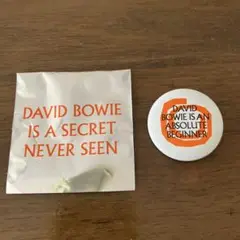 DAVID BOWIE
IS A SECRET
NEVER SEEN
DAVID
BOWIE IS AN
ABSOLUTE
BEGINNER